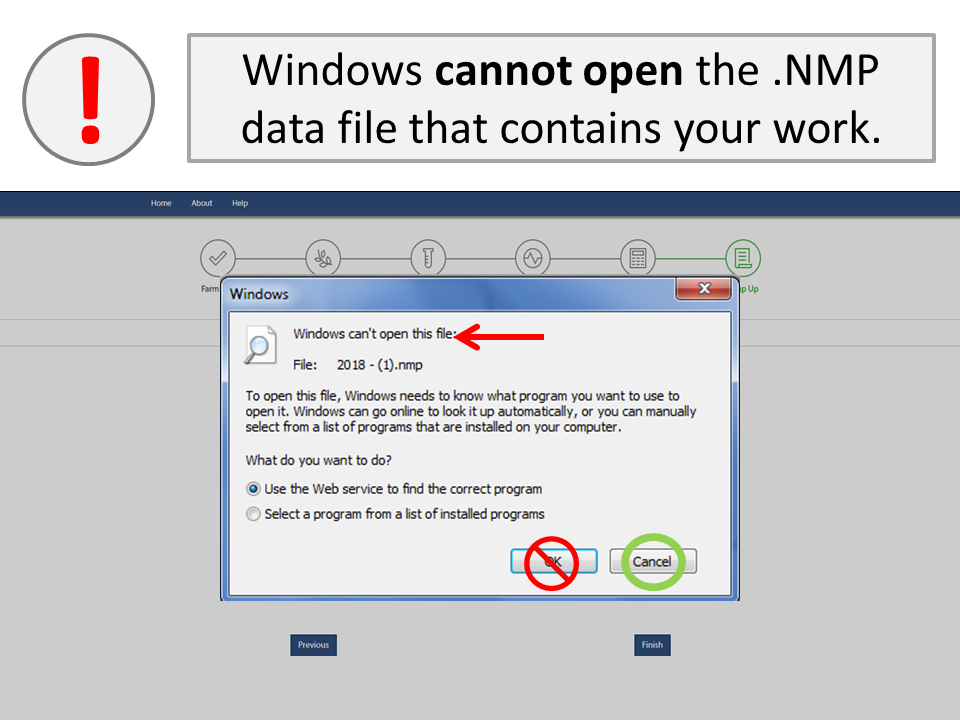 !
Windows cannot open the .NMP
data file that contains your work.
Home About Help
Farm
p Up
Windows
Windows can't open this file:
File: 2018 - (1).nmp
To open this file, Windows needs to know what program you want to use to
open it. Windows can go online to look it up automatically, or you can manually
select from a list of programs that are installed on your computer.
What do you want to do?
Use the Web service to find the correct program
Select a program from a list of installed programs
OK Cancel
Previous Finish